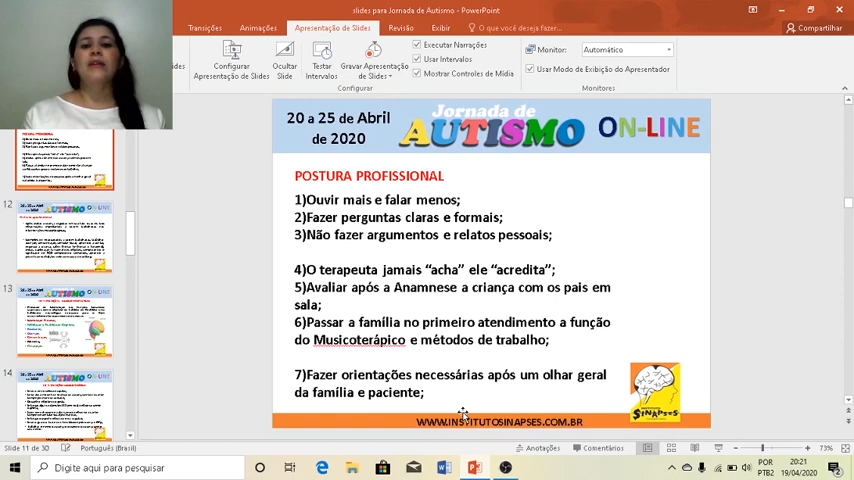 slides para Jornada de Autismo - PowerPoint
Transições
Animações
Apresentação de Slides
Revisão
Exibir
O que você deseja fazer...
Compartilhar
Configurar
Apresentação de Slides
Ocultar
Slide
Testar
Intervalos
Gravar Apresentação
de Slides
Executar Narrações
Usar Intervalos
Mostrar Controles de Mídia
Configurar
Monitor:
Automático
Usar Modo de Exibição do Apresentador
Monitores
12
13
14
20 a 25 de Abril
de 2020
Jornada de
AUTISMO
ON-LINE
POSTURA PROFISSIONAL
1)Ouvir mais e falar menos;
2)Fazer perguntas claras e formais;
3)Não fazer argumentos e relatos pessoais;
4)O terapeuta jamais “acha” ele “acredita”;
5)Avaliar após a Anamnese a criança com os pais em
sala;
6)Passar a família no primeiro atendimento a função
do Musicoterápico e métodos de trabalho;
7)Fazer orientações necessárias após um olhar geral
da família e paciente;
INSTITUTO
SINAPSES
WWW.INSTITUTOSINAPSES.COM.BR
Slide 11 de 30
Português (Brasil)
Anotações
Comentários
73%
Digite aqui para pesquisar
POR
PTB2
20:21
19/04/2020
2